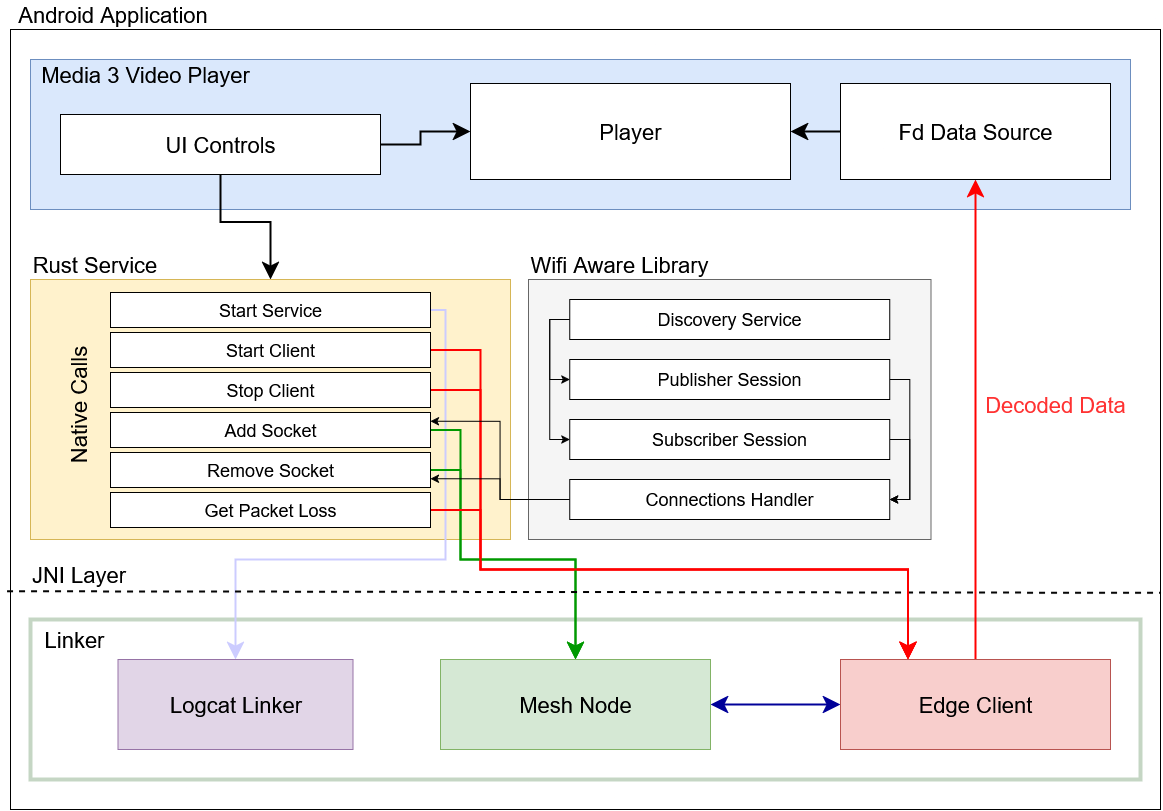 Android Application
Media 3 Video Player
UI Controls
Player
Fd Data Source
Rust Service
Native Calls
Start Service
Start Client
Stop Client
Add Socket
Remove Socket
Get Packet Loss
Wifi Aware Library
Discovery Service
Publisher Session
Subscriber Session
Connections Handler
Decoded Data
JNI Layer
Linker
Logcat Linker
Mesh Node
Edge Client